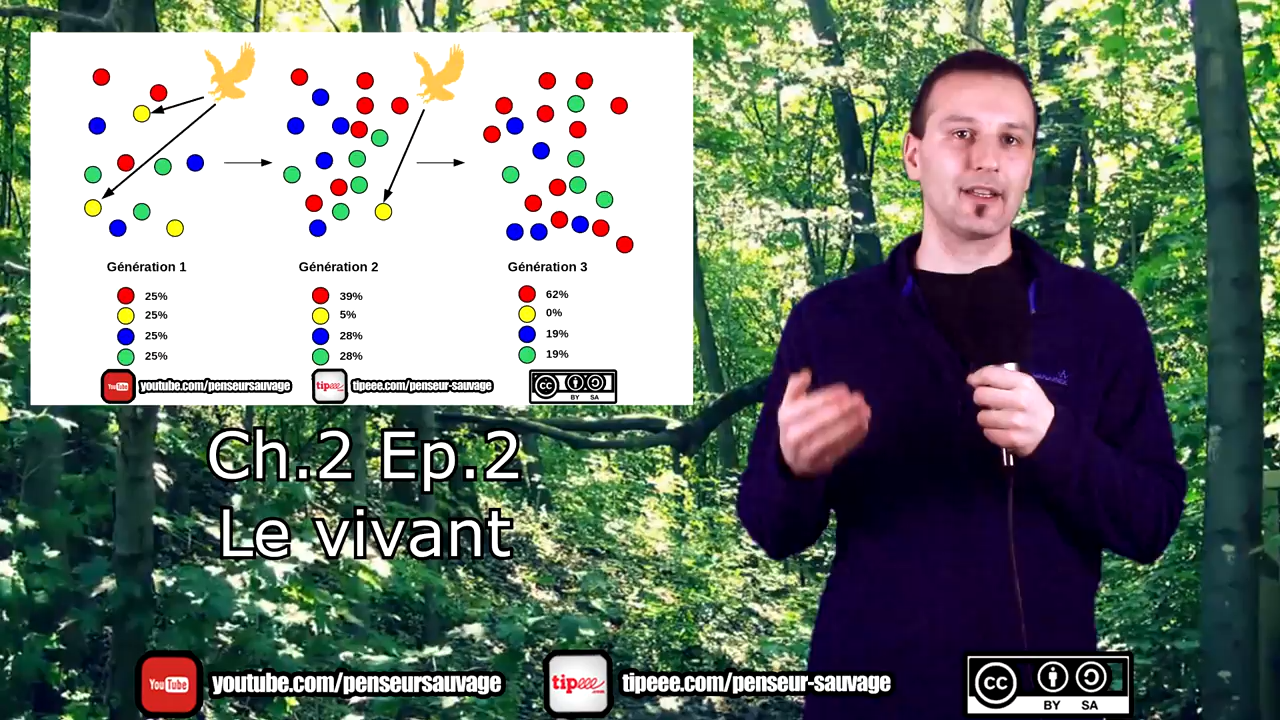 Génération 1
Génération 2
Génération 3
25%
25%
25%
25%
39%
5%
28%
28%
62%
0%
19%
19%
YouTube
youtube.com/penseursauvage
tipeee.com
tipeee.com/penseur-sauvage
CC
BY SA
Ch.2 Ep.2
Le vivant
YouTube
youtube.com/penseursauvage
tipeee.com
tipeee.com/penseur-sauvage
CC
BY SA